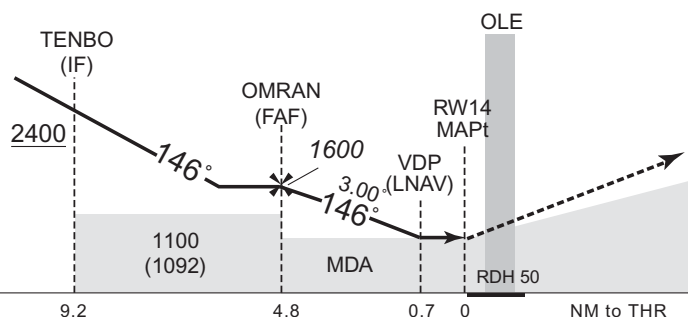 OLE
TENBO
(IF)
OMRAN
(FAF)
RW14
MAPt
2400
1600
VDP
(LNAV)
146°
3.00°
146°
1100
(1092)
MDA
RDH 50
9.2 4.8 0.7 0 NM to THR